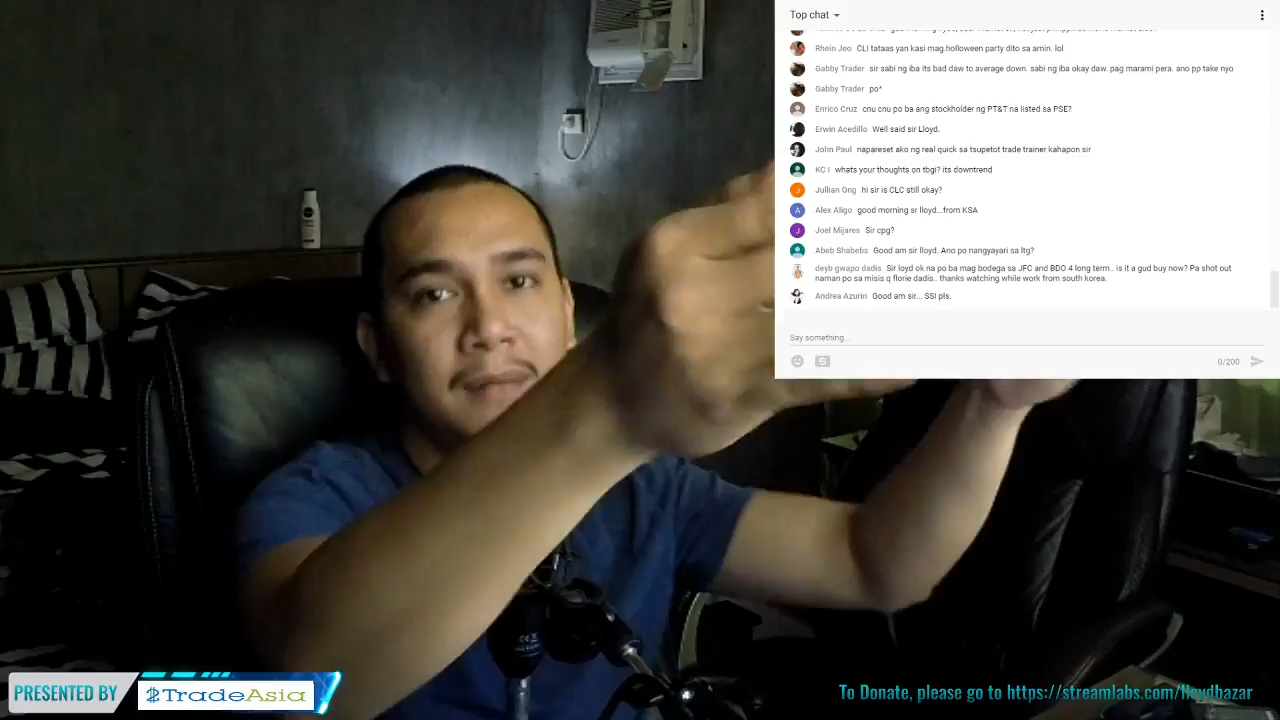 Top chat
Rhein Jeo CLI tataas yan kasi mag.holloween party dito sa amin. lol
Gabby Trader sir sabi ng iba its bad daw to average down. sabi ng iba okay daw. pag marami pera. ano pp take nyo
Gabby Trader po*
Enrico Cruz cnu cnu po ba ang stockholder ng PT&T na listed sa PSE?
Erwin Acedillo Well said sir Lloyd.
John Paul napareset ako ng real quick sa tsupetot trade trainer kahapon sir
KC I whats your thoughts on tbgi? its downtrend
Jullian Ong hi sir is CLC still okay?
Alex Aligo good morning sr lloyd...from KSA
Joel Mijares Sir cpg?
Abeb Shabebs Good am sir lloyd. Ano po nangyayari sa ltg?
deyb gwapo dadis Sir loyd ok na po ba mag bodega sa JFC and BDO 4 long term.. is it a gud buy now? Pa shot out
naman po sa misis q florie dadis.. thanks watching while work from south korea.
Andrea Azurin Good am sir... SSI pls.
Say something...
0/200
PRESENTED BY
$TradeAsia
To Donate, please go to https://streamlabs.com/lloydbazar